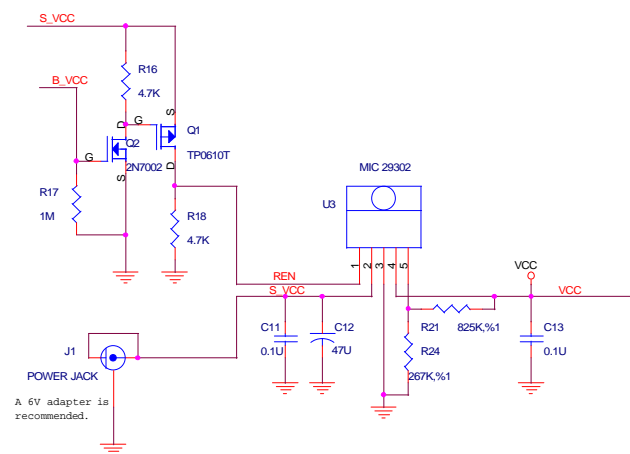 S_VCC
R16
B_VCC
4.7K
S
G
Q1
D
Q2
G
TP0610T
2N7002
D
S
R17
1M
R18
4.7K
MIC 29302
U3
1 2 3 4 5
REN
S_VCC
VCC
VCC
C11
0.1U
C12
47U
R21
825K,%1
R24
267K,%1
C13
0.1U
J1
POWER JACK
A 6V adapter is
recommended.